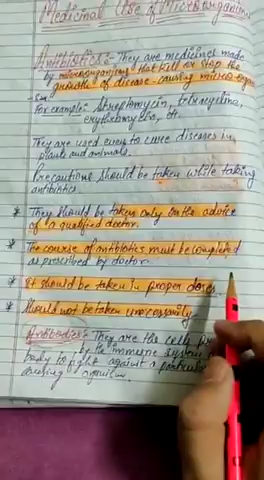 Medicinal Use of Microorganism
Antibiotics :- They are medicines made
by microorganisms that kill or stop the
growth of disease-causing micro-orga
for example :- Streptomycin, tetracycline,
erythromycin, etc.
They are used even to cure diseases in
plants and animals.
Precautions should be taken while taking
antibiotics.
* They should be taken only on the advice
of a qualified doctor.
* The course of antibiotics must be completed
as prescribed by doctor.
* It should be taken in proper doses
* Should not be taken unnecessarily
Antibodies :- They are the cells
by the immune system
body to fight against a particular
causing